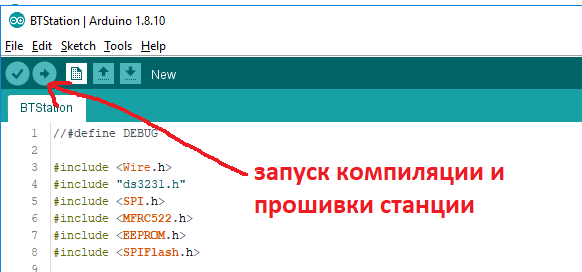 BTStation | Arduino 1.8.10
File Edit Sketch Tools Help
New
BTStation
1 //#define DEBUG
2
3 #include <Wire.h>
4 #include "ds3231.h"
5 #include <SPI.h>
6 #include <MFRC522.h>
7 #include <EEPROM.h>
8 #include <SPIFlash.h>
запуск компиляции и
прошивки станции